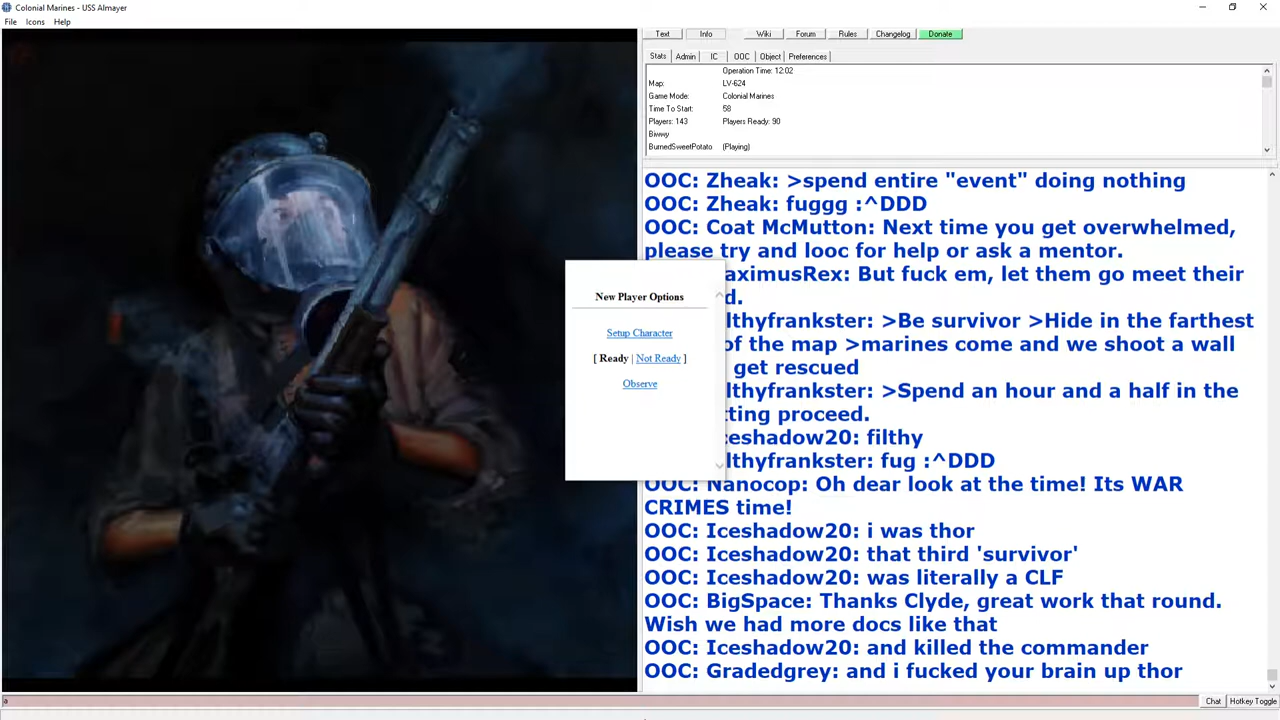 Colonial Marines - USS Almayer
File Icons Help
Text Info Wiki Forum Rules Changelog Donate
Stats Admin IC OOC Object Preferences
Operation Time: 12:02
Map: LV-624
Game Mode: Colonial Marines
Time To Start: 58
Players: 143 Players Ready: 90
Biwwy
BurnedSweetPotato (Playing)
OOC: Zheak: >spend entire "event" doing nothing
OOC: Zheak: fuggg :^DDD
OOC: Coat McMutton: Next time you get overwhelmed,
please try and looc for help or ask a mentor.
aximusRex: But fuck em, let them go meet their
d.
lthyfrankster: >Be survivor >Hide in the farthest
of the map >marines come and we shoot a wall
get rescued
lthyfrankster: >Spend an hour and a half in the
ting proceed.
ceshadow20: filthy
lthyfrankster: fug :^DDD
OOC: Nanocop: Oh dear look at the time! Its WAR
CRIMES time!
OOC: Iceshadow20: i was thor
OOC: Iceshadow20: that third 'survivor'
OOC: Iceshadow20: was literally a CLF
OOC: BigSpace: Thanks Clyde, great work that round.
Wish we had more docs like that
OOC: Iceshadow20: and killed the commander
OOC: Gradedgrey: and i fucked your brain up thor
New Player Options
Setup Character
[ Ready | Not Ready ]
Observe
a
Chat Hotkey Toggle